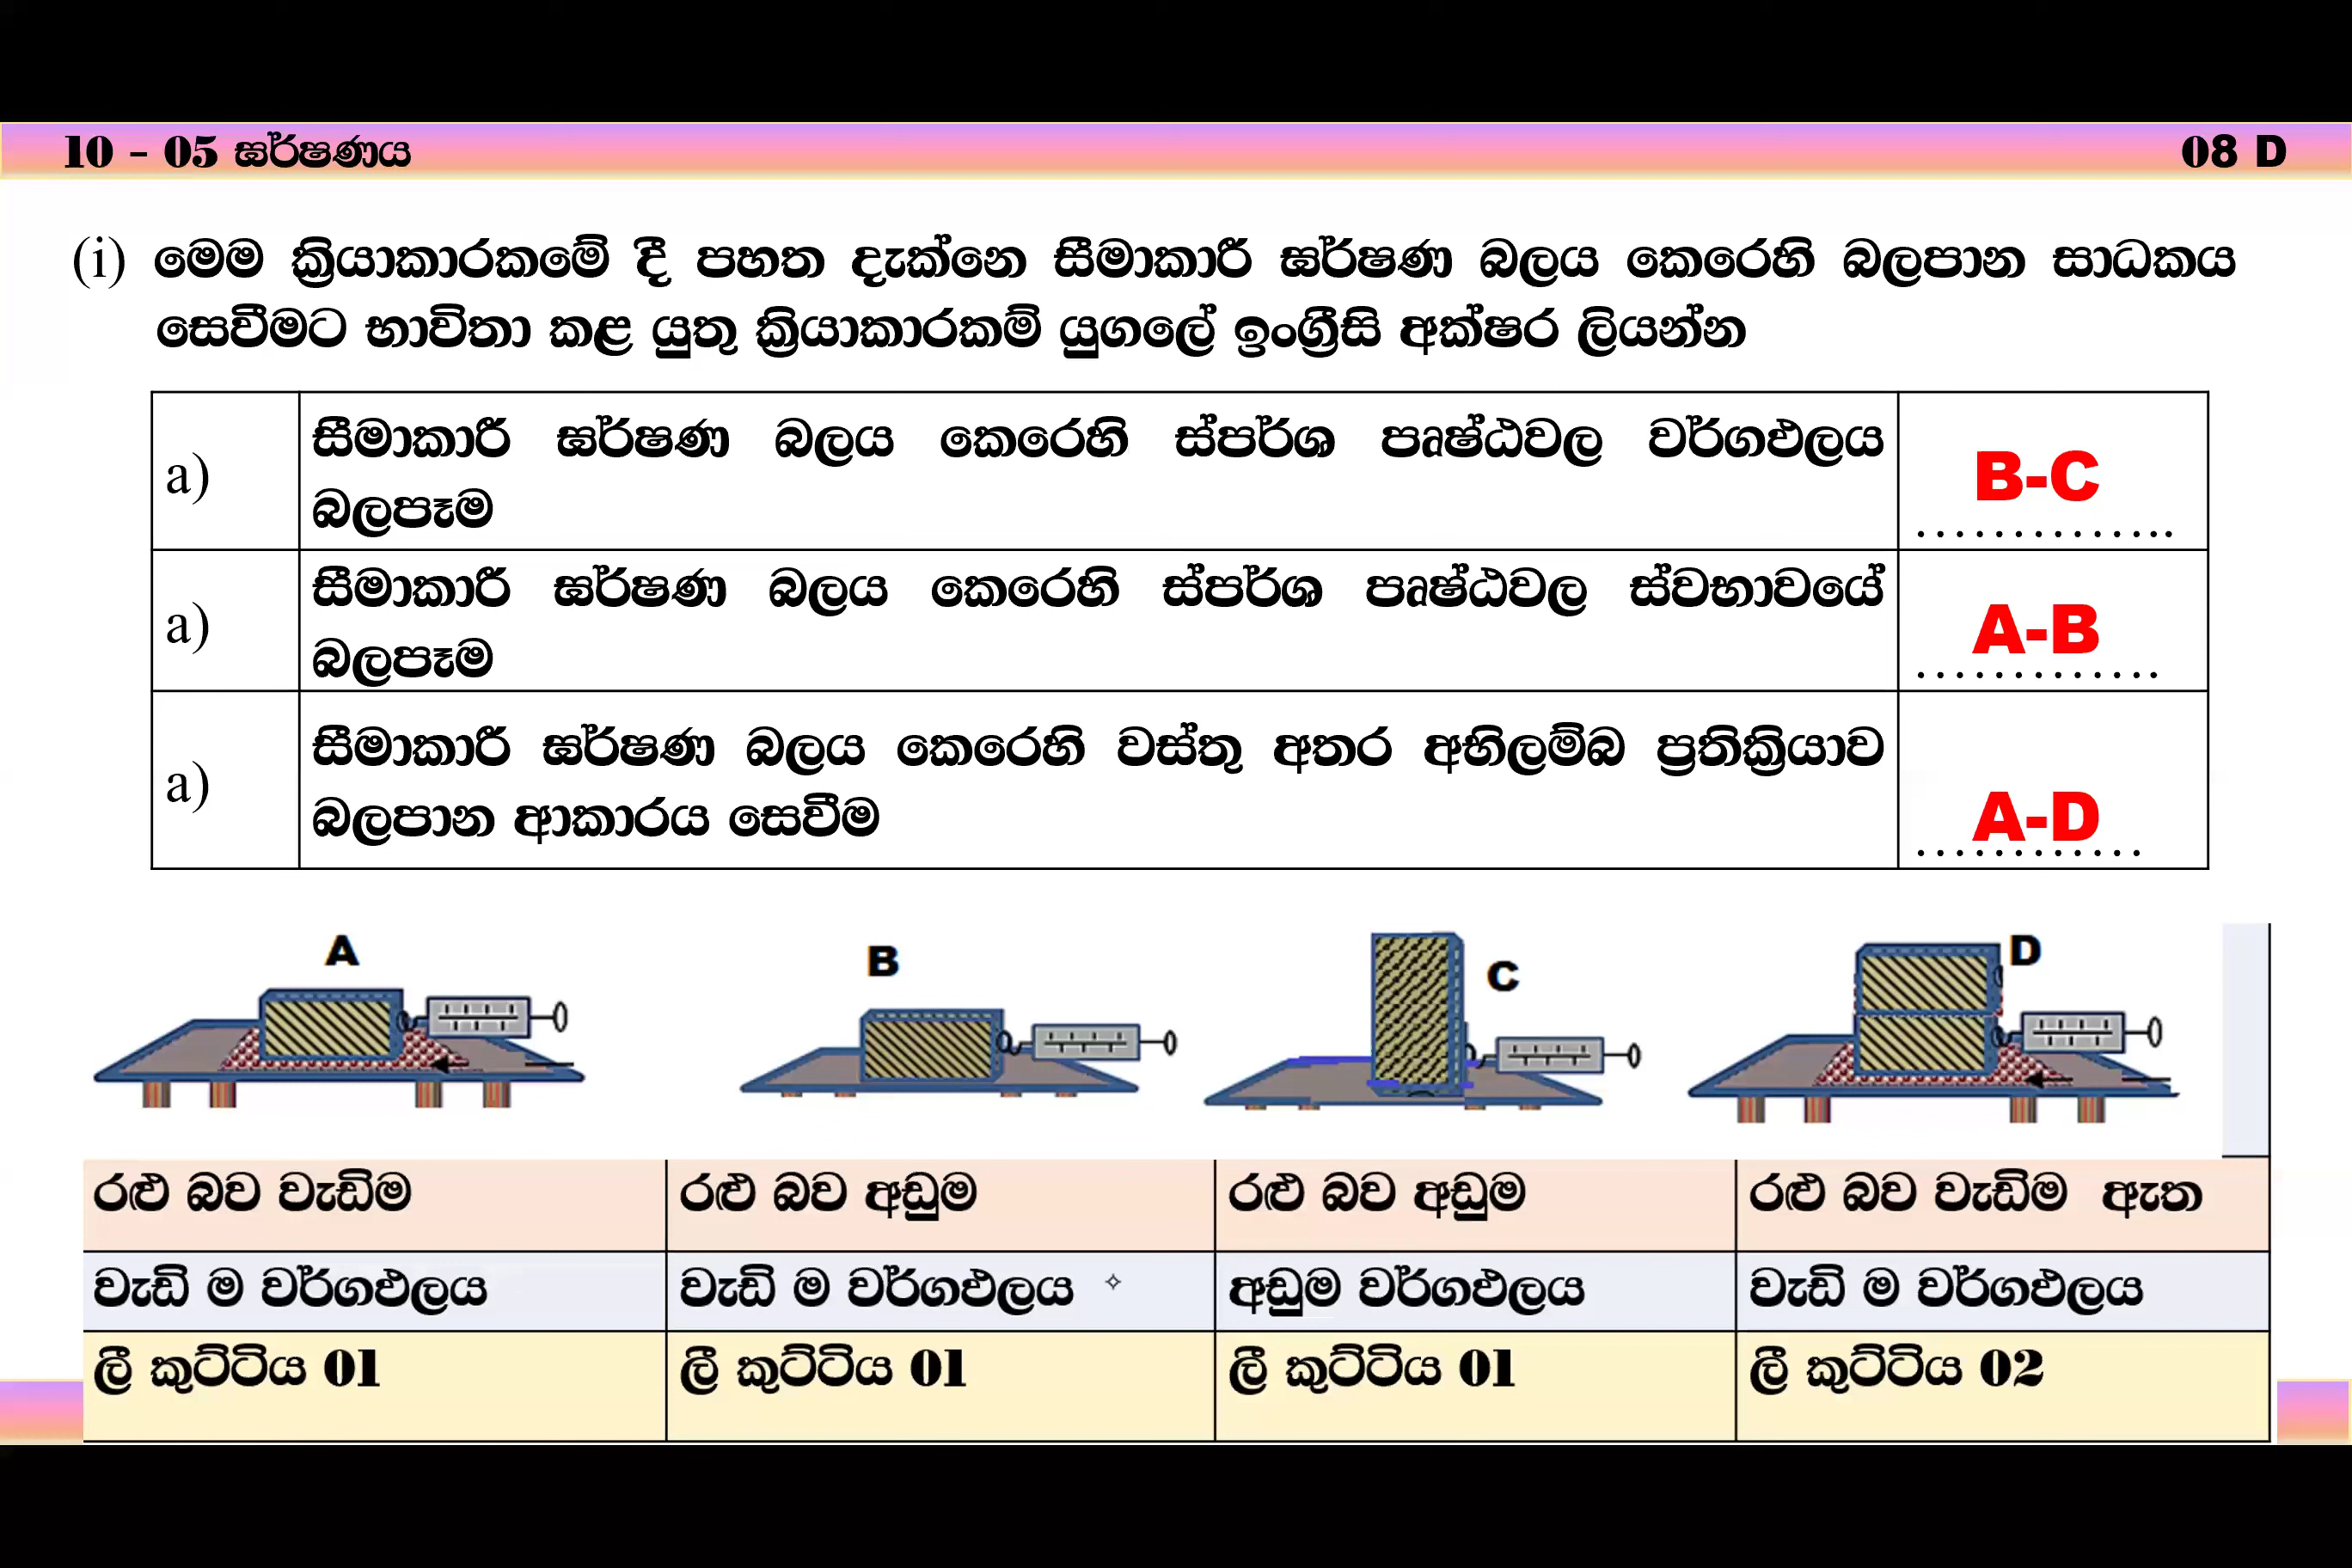 10 - 05 ඝර්ෂණය
08 D
(i) මෙම ක්‍රියාකාරකමේ දී පහත දැක්නෙ සීමාකාරී ඝර්ෂණ බලය කෙරෙහි බලපාන සාධකය
සෙවීමට භාවිතා කළ යුතු ක්‍රියාකාරකම් යුගලේ ඉංග්‍රීසි අක්ෂර ලියන්න
a) සීමාකාරී ඝර්ෂණ බලය කෙරෙහි ස්පර්ශ පෘෂ්ඨවල වර්ගඵලය
බලපෑම
B-C
..............
a) සීමාකාරී ඝර්ෂණ බලය කෙරෙහි ස්පර්ශ පෘෂ්ඨවල ස්වභාවයේ
බලපෑම
A-B
.............
a) සීමාකාරී ඝර්ෂණ බලය කෙරෙහි වස්තු අතර අභිලම්බ ප්‍රතික්‍රියාව
බලපාන ආකාරය සෙවීම
A-D
............
A
B
C
D
රළු බව වැඩිම
රළු බව අඩුම
රළු බව අඩුම
රළු බව වැඩිම ඇත
වැඩි ම වර්ගඵලය
වැඩි ම වර්ගඵලය
අඩුම වර්ගඵලය
වැඩි ම වර්ගඵලය
ලී කුට්ටිය 01
ලී කුට්ටිය 01
ලී කුට්ටිය 01
ලී කුට්ටිය 02